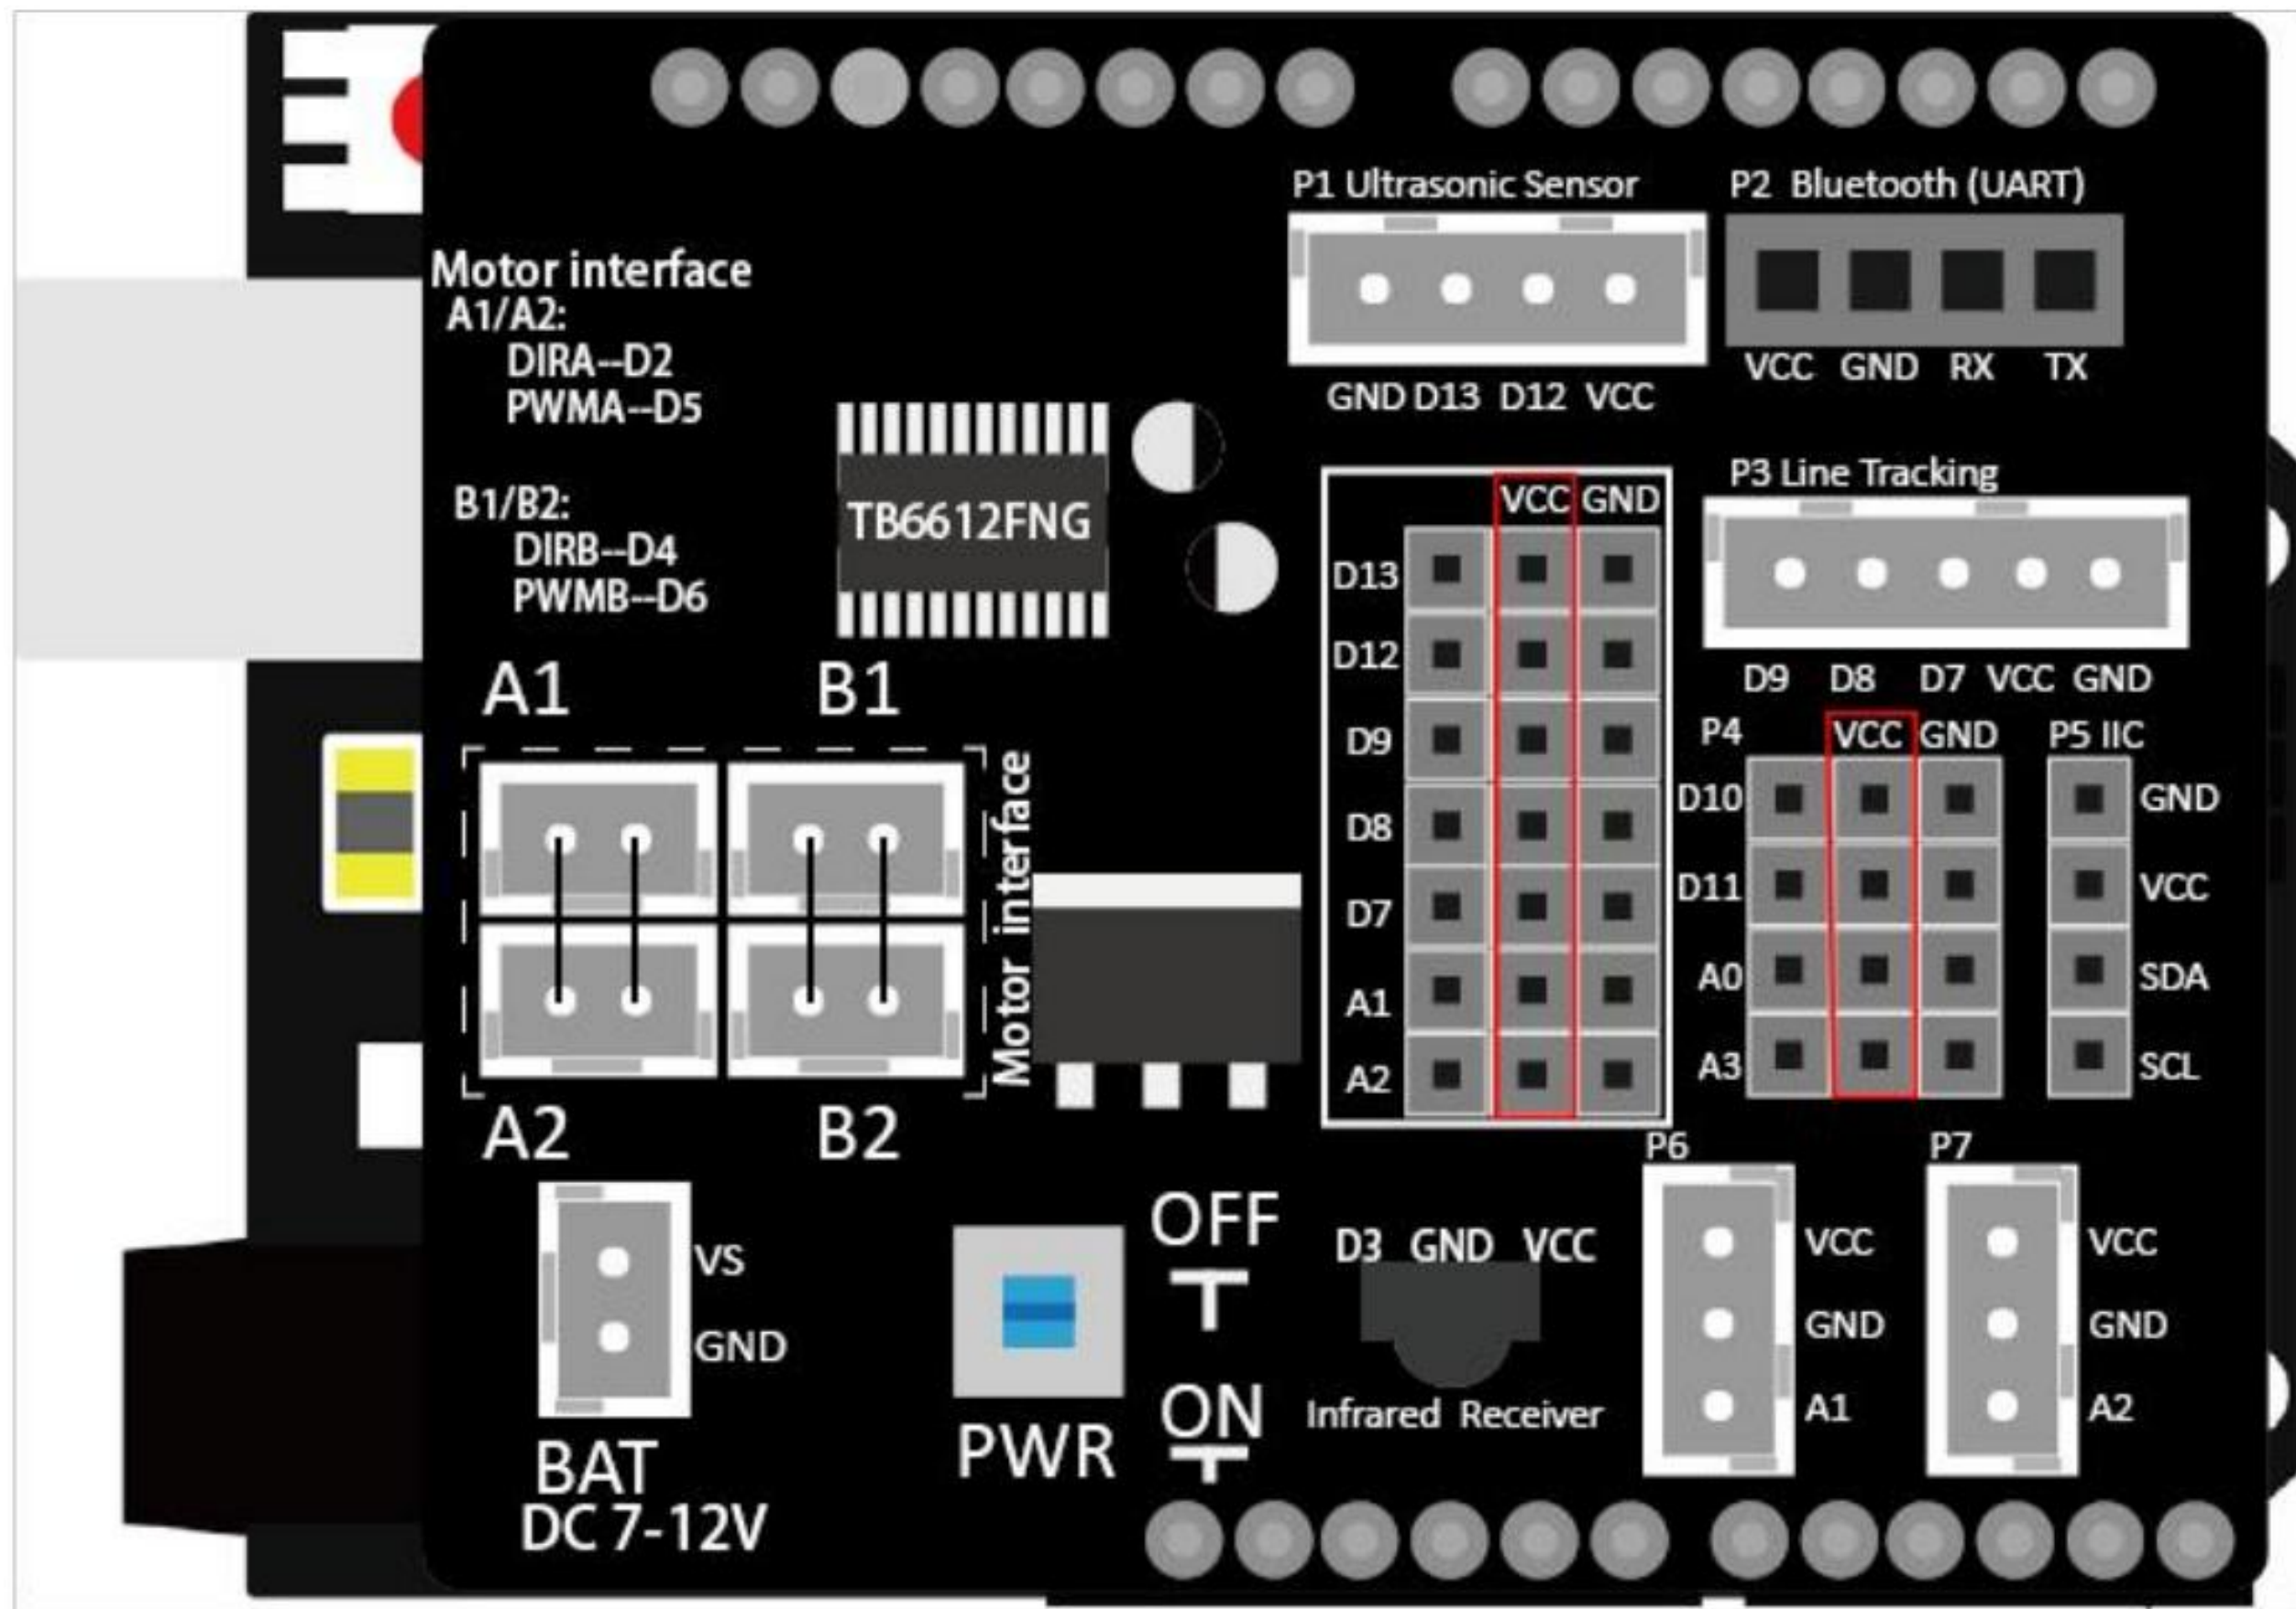 P1 Ultrasonic Sensor
GND D13 D12 VCC
P2 Bluetooth (UART)
VCC GND RX TX
Motor interface
A1/A2:
DIRA--D2
PWMA--D5
B1/B2:
DIRB--D4
PWMB--D6
TB6612FNG
P3 Line Tracking
D9 D8 D7 VCC GND
VCC GND
D13
D12
D9
D8
D7
A1
A2
P4 VCC GND
D10
D11
A0
A3
P5 IIC
GND
VCC
SDA
SCL
A1 B1
Motor interface
A2 B2
VS
GND
BAT
DC 7-12V
PWR
OFF
ON
D3 GND VCC
Infrared Receiver
P6
VCC
GND
A1
P7
VCC
GND
A2